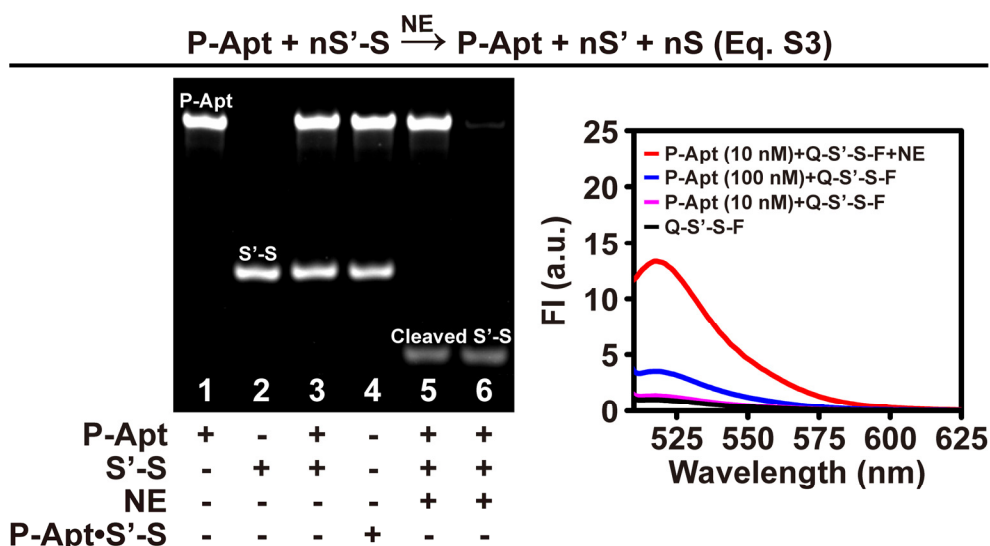 P-Apt + nS'-S NE → P-Apt + nS' + nS (Eq. S3)
P-Apt
S'-S
Cleaved S'-S
1 2 3 4 5 6
P-Apt + - + - + +
S'-S - + + - + +
NE - - - - + +
P-Apt•S'-S - - - + - -
25
20
15
10
5
0
FI (a.u.)
P-Apt (10 nM)+Q-S'-S-F+NE
P-Apt (100 nM)+Q-S'-S-F
P-Apt (10 nM)+Q-S'-S-F
Q-S'-S-F
525 550 575 600 625
Wavelength (nm)